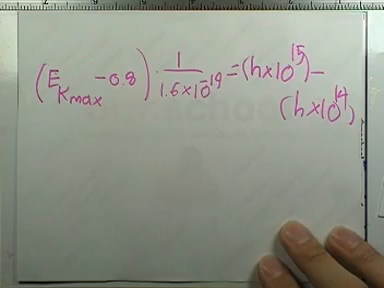 (E_Kmax - 0.8) · 1/(1.6×10^-19) = (h×10^15) -
(h×10^14)